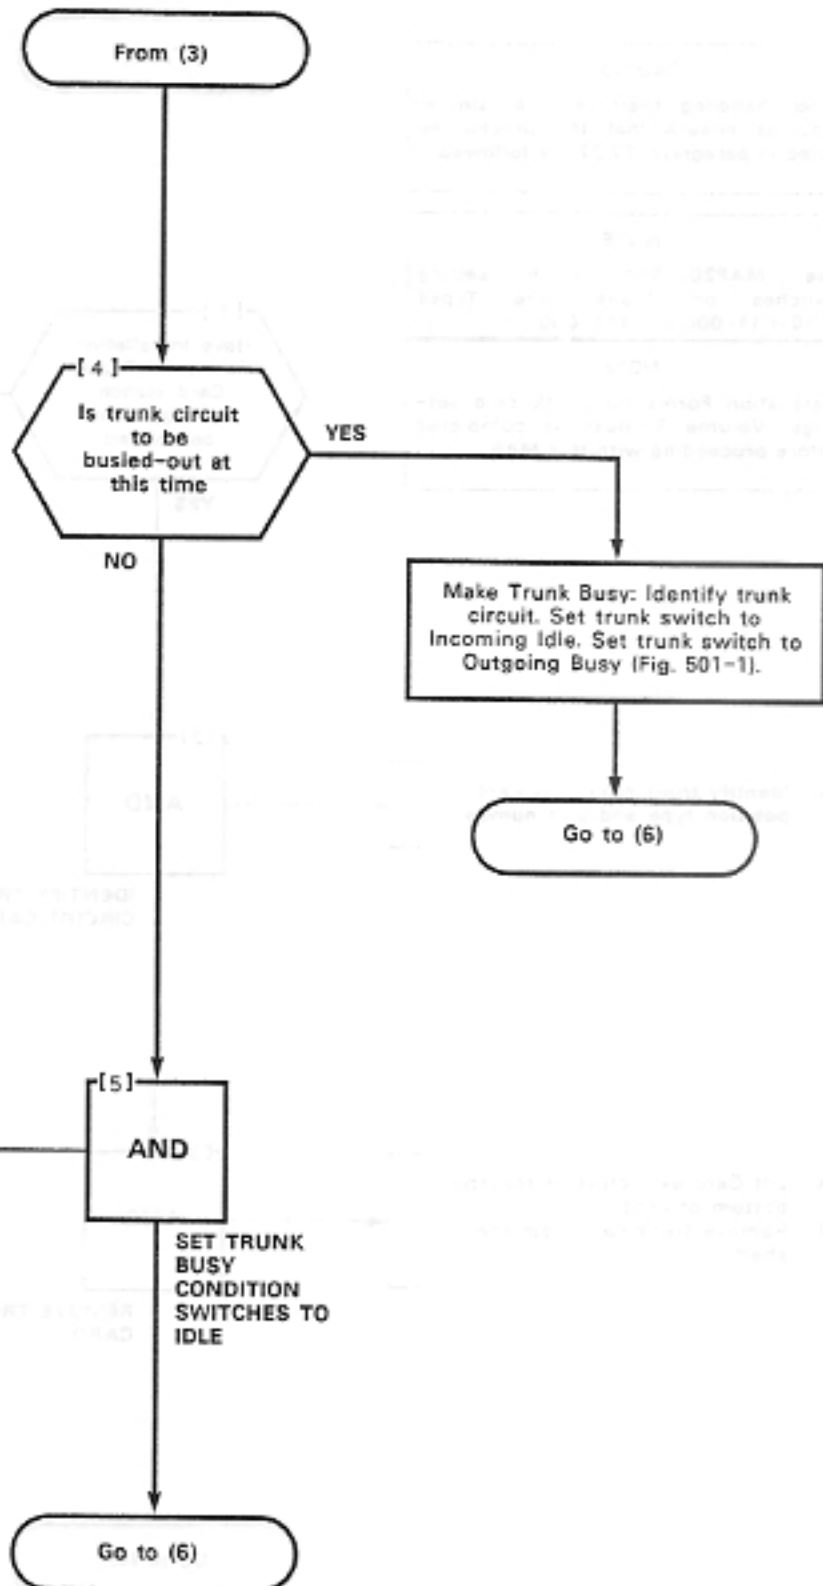 From (3)
[4]
Is trunk circuit
to be
busied-out at
this time
YES
NO
Make Trunk Busy: Identify trunk
circuit. Set trunk switch to
Incoming Idle. Set trunk switch to
Outgoing Busy (Fig. 501-1).
Go to (6)
[5]
AND
SET TRUNK
BUSY
CONDITION
SWITCHES TO
IDLE
Go to (6)